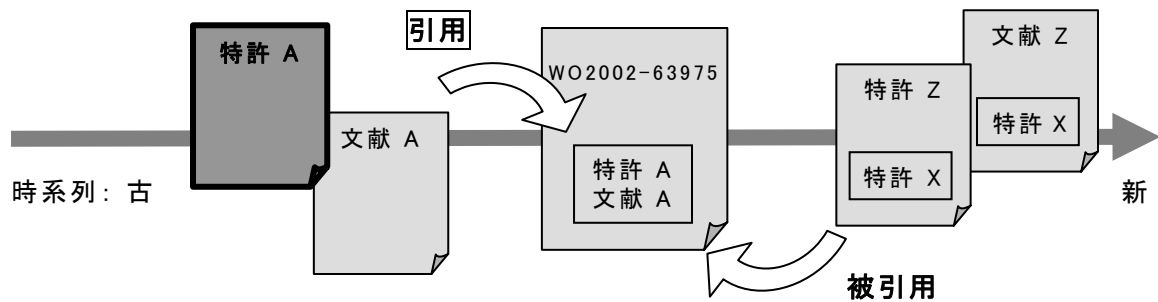 特許 A
文献 A
引用
WO2002-63975
特許 A
文献 A
特許 Z
特許 X
文献 Z
特許 X
時系列: 古
新
被引用